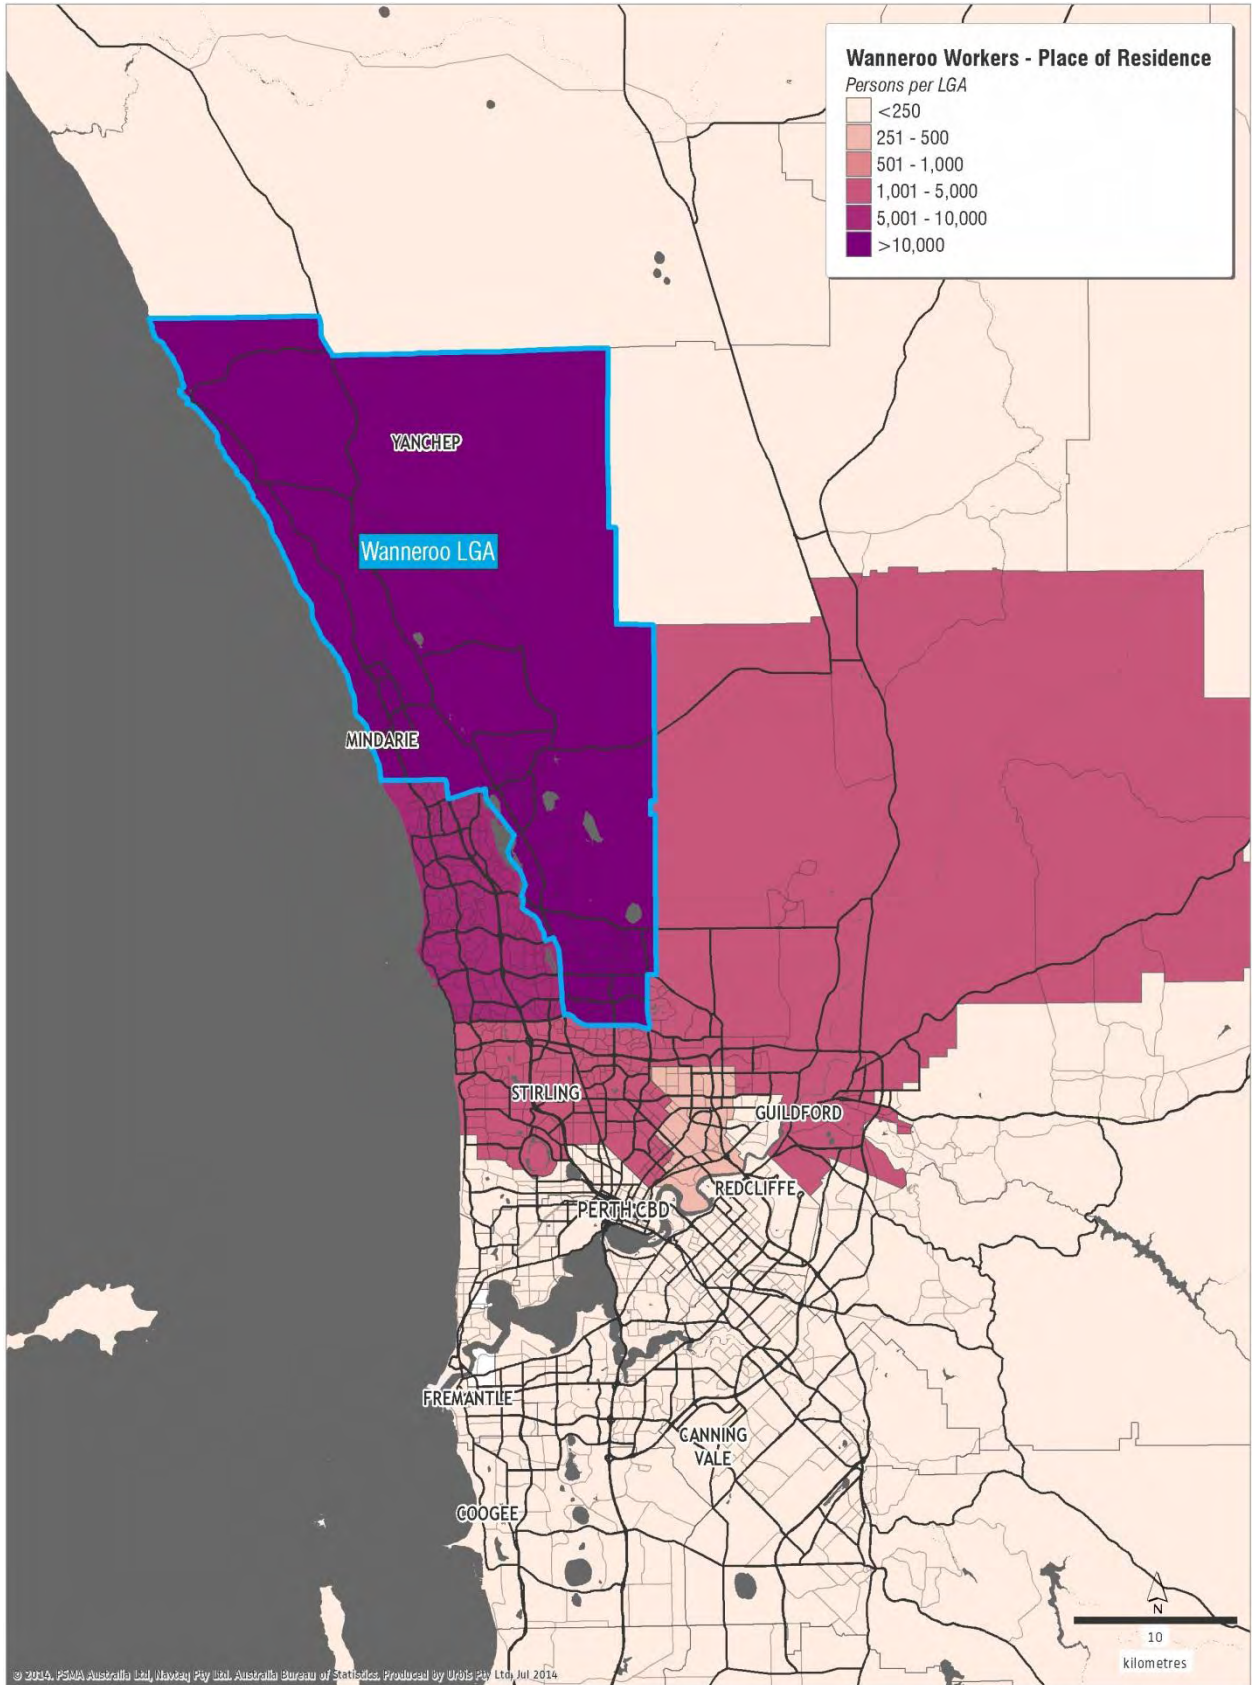 Wanneroo Workers - Place of Residence
Persons per LGA
<250
251 - 500
501 - 1,000
1,001 - 5,000
5,001 - 10,000
>10,000
YANCHEP
Wanneroo LGA
MINDARIE
STIRLING
GUILDFORD
REDCLIFFE
PERTH CBD
FREMANTLE
CANNING
VALE
COOGEE
N
10
kilometres
© 2014. PSMA Australia Ltd, Navteq Pty Ltd. Australia Bureau of Statistics. Produced by Urbis Pty Ltd, Jul 2014